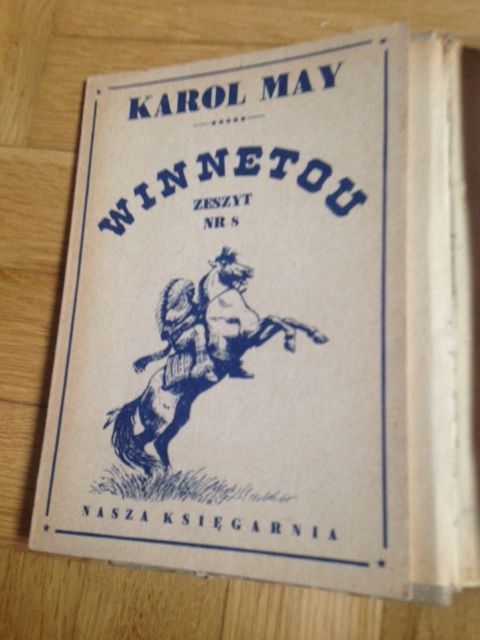 KAROL MAY
WINNETOU
ZESZYT
NR 8
NASZA KSIĘGARNIA